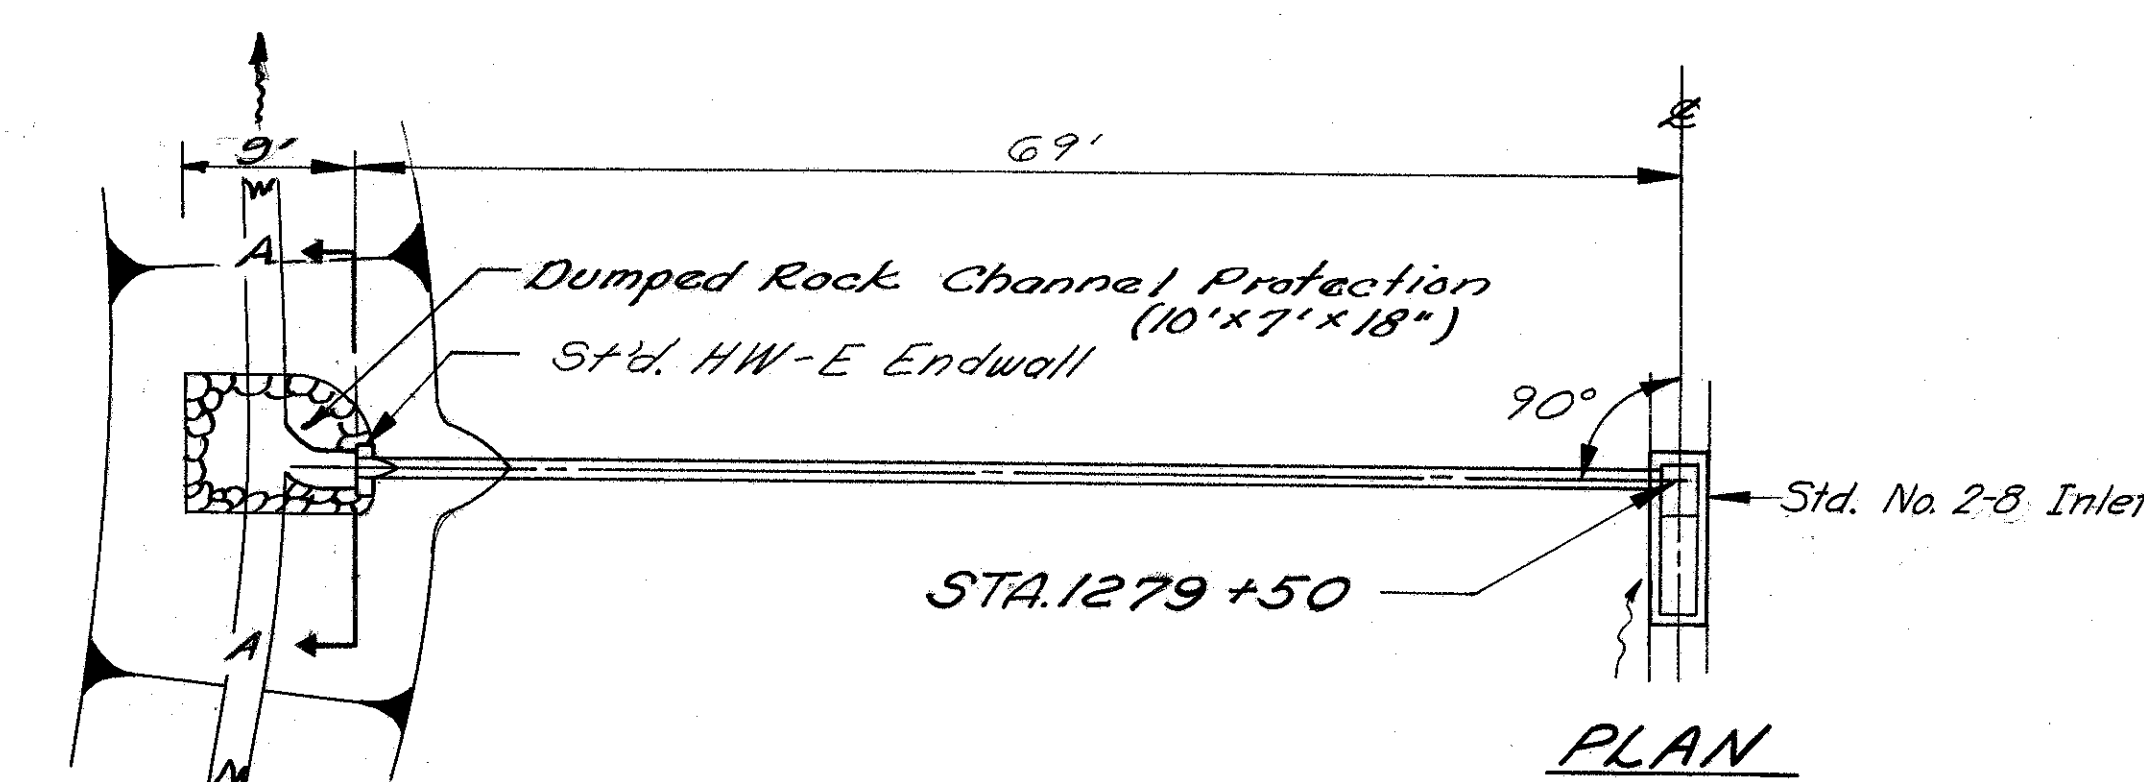 ℄
9'
69'
A
Dumped Rock Channel Protection
(10'x7'x18")
St'd. HW-E Endwall
90°
Std. No. 2-8 Inlet
STA.1279+50
A
PLAN